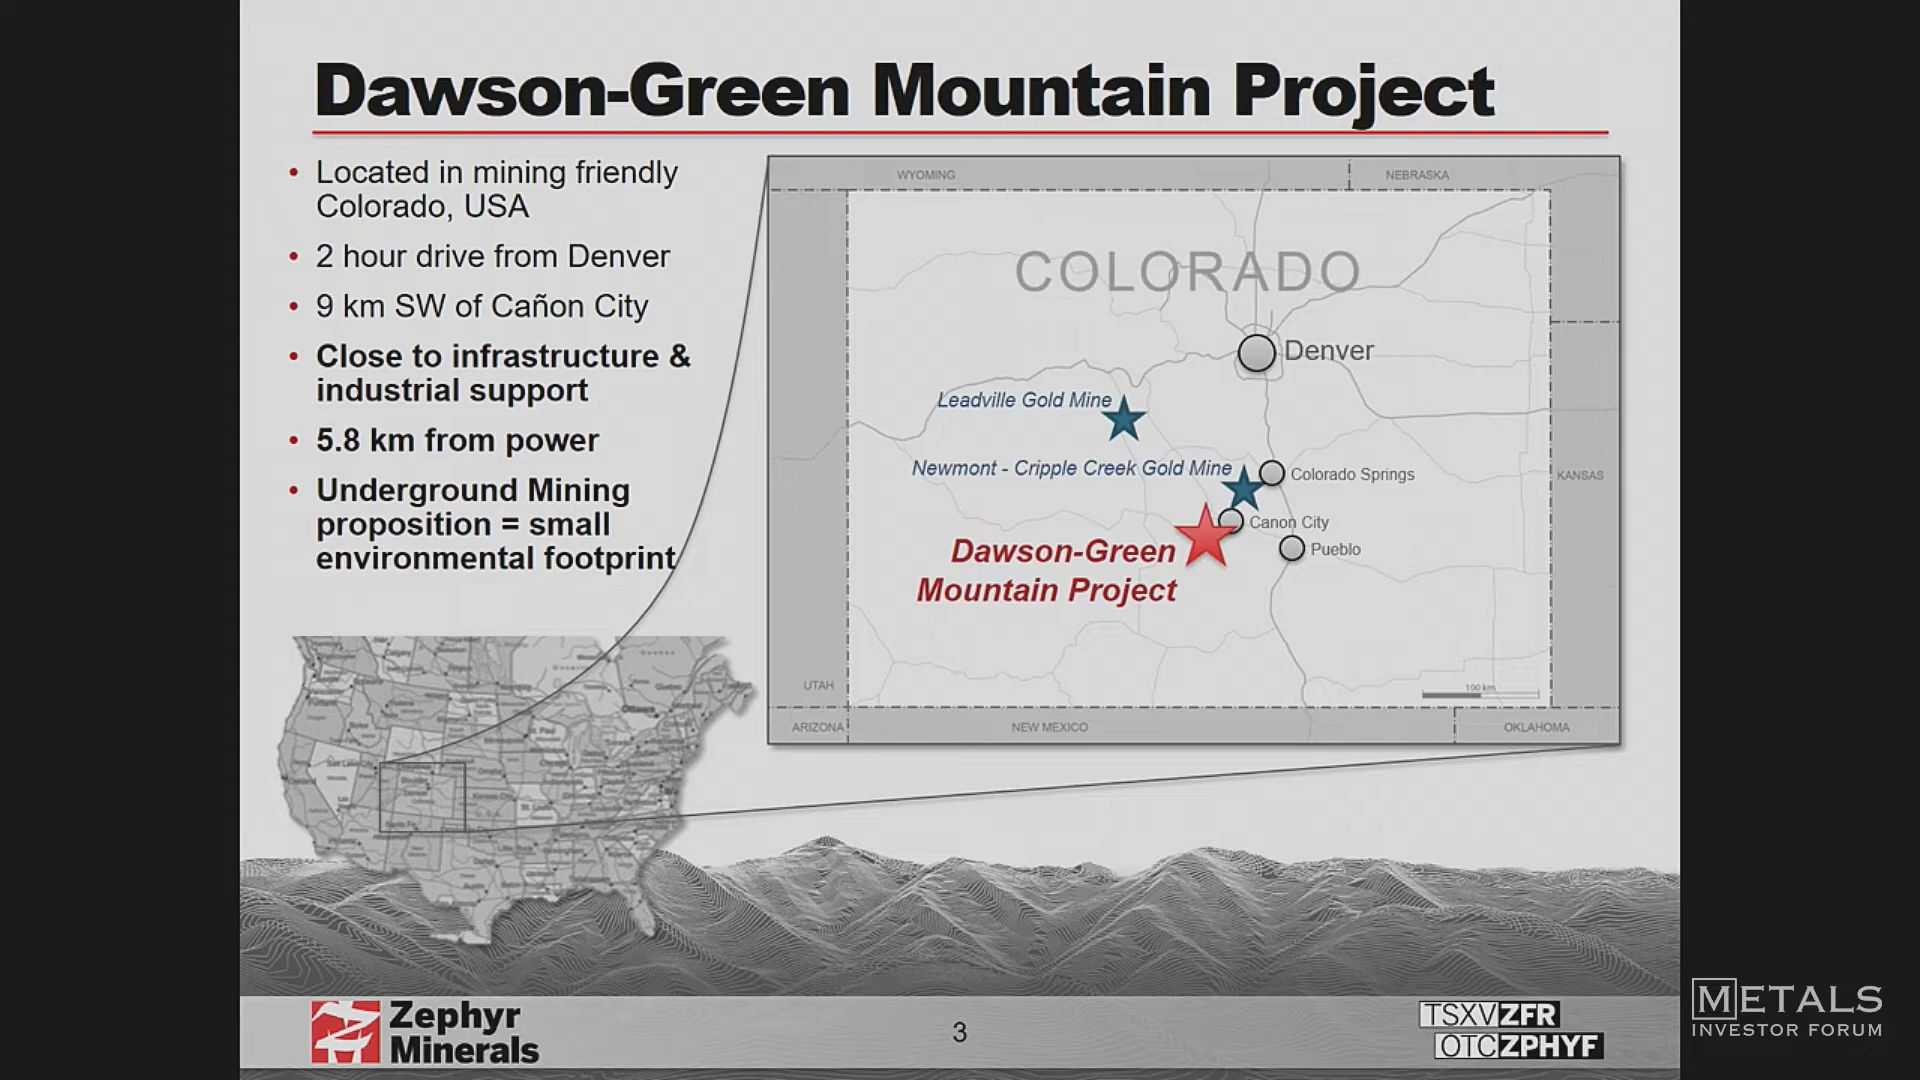 Dawson-Green Mountain Project
• Located in mining friendly
Colorado, USA
• 2 hour drive from Denver
• 9 km SW of Cañon City
• Close to infrastructure &
industrial support
• 5.8 km from power
• Underground Mining
proposition = small
environmental footprint
WYOMING
NEBRASKA
COLORADO
Denver
Leadville Gold Mine
Newmont - Cripple Creek Gold Mine
Colorado Springs
KANSAS
Canon City
Dawson-Green
Mountain Project
Pueblo
UTAH
100 km
ARIZONA
NEW MEXICO
OKLAHOMA
Zephyr
Minerals
3
TSXV ZFR
OTC ZPHYF
METALS
INVESTOR FORUM